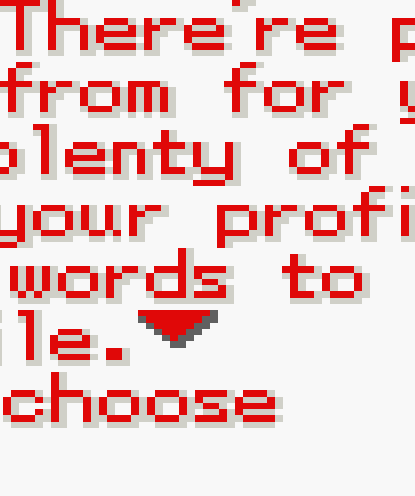 There're p
from for
plenty of
your profi
words to
ile.
choose